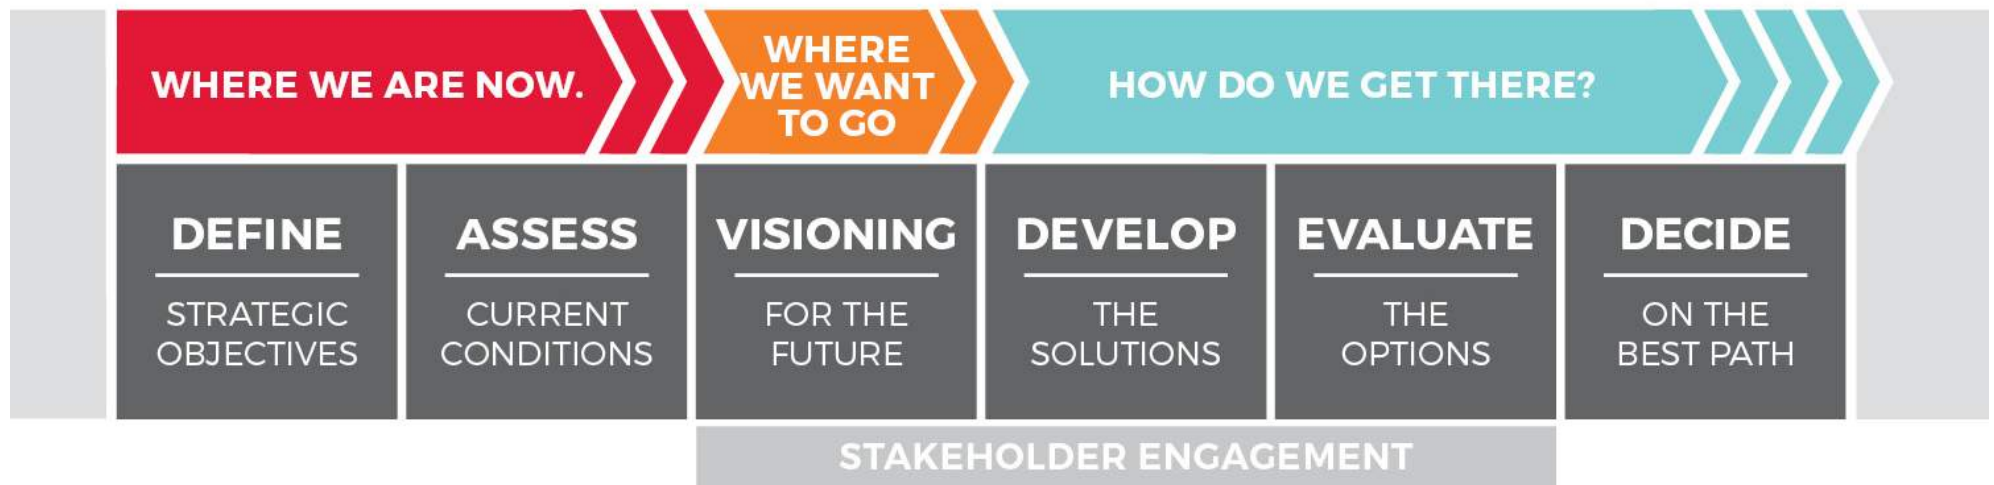 WHERE WE ARE NOW.
WHERE
WE WANT
TO GO
HOW DO WE GET THERE?
DEFINE
STRATEGIC
OBJECTIVES
ASSESS
CURRENT
CONDITIONS
VISIONING
FOR THE
FUTURE
DEVELOP
THE
SOLUTIONS
EVALUATE
THE
OPTIONS
DECIDE
ON THE
BEST PATH
STAKEHOLDER ENGAGEMENT